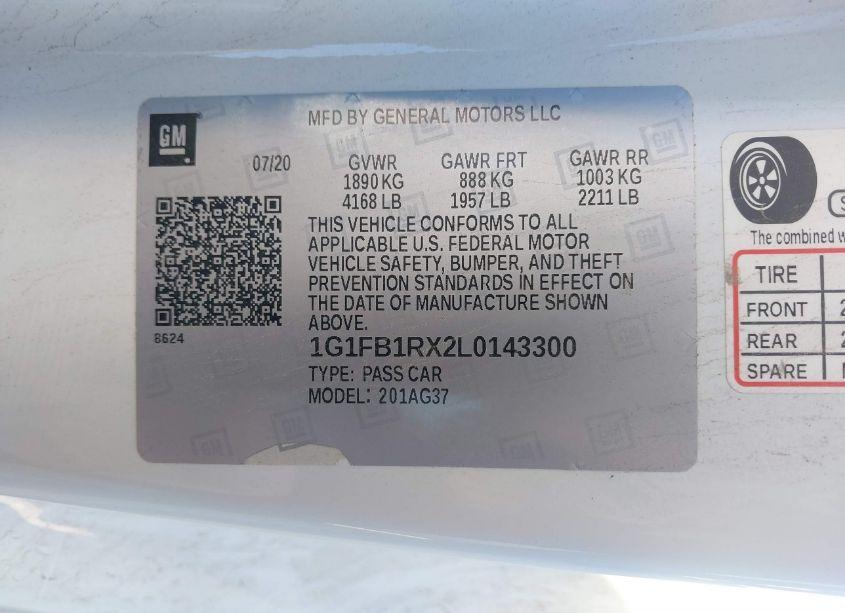 GM
MFD BY GENERAL MOTORS LLC
07/20
GVWR GAWR FRT GAWR RR
1890 KG 888 KG 1003 KG
4168 LB 1957 LB 2211 LB
THIS VEHICLE CONFORMS TO ALL
APPLICABLE U.S. FEDERAL MOTOR
VEHICLE SAFETY, BUMPER, AND THEFT
PREVENTION STANDARDS IN EFFECT ON
THE DATE OF MANUFACTURE SHOWN
ABOVE.
8624
1G1FB1RX2L0143300
TYPE: PASS CAR
MODEL: 201AG37
The combined
TIRE
FRONT 2
REAR 2
SPARE